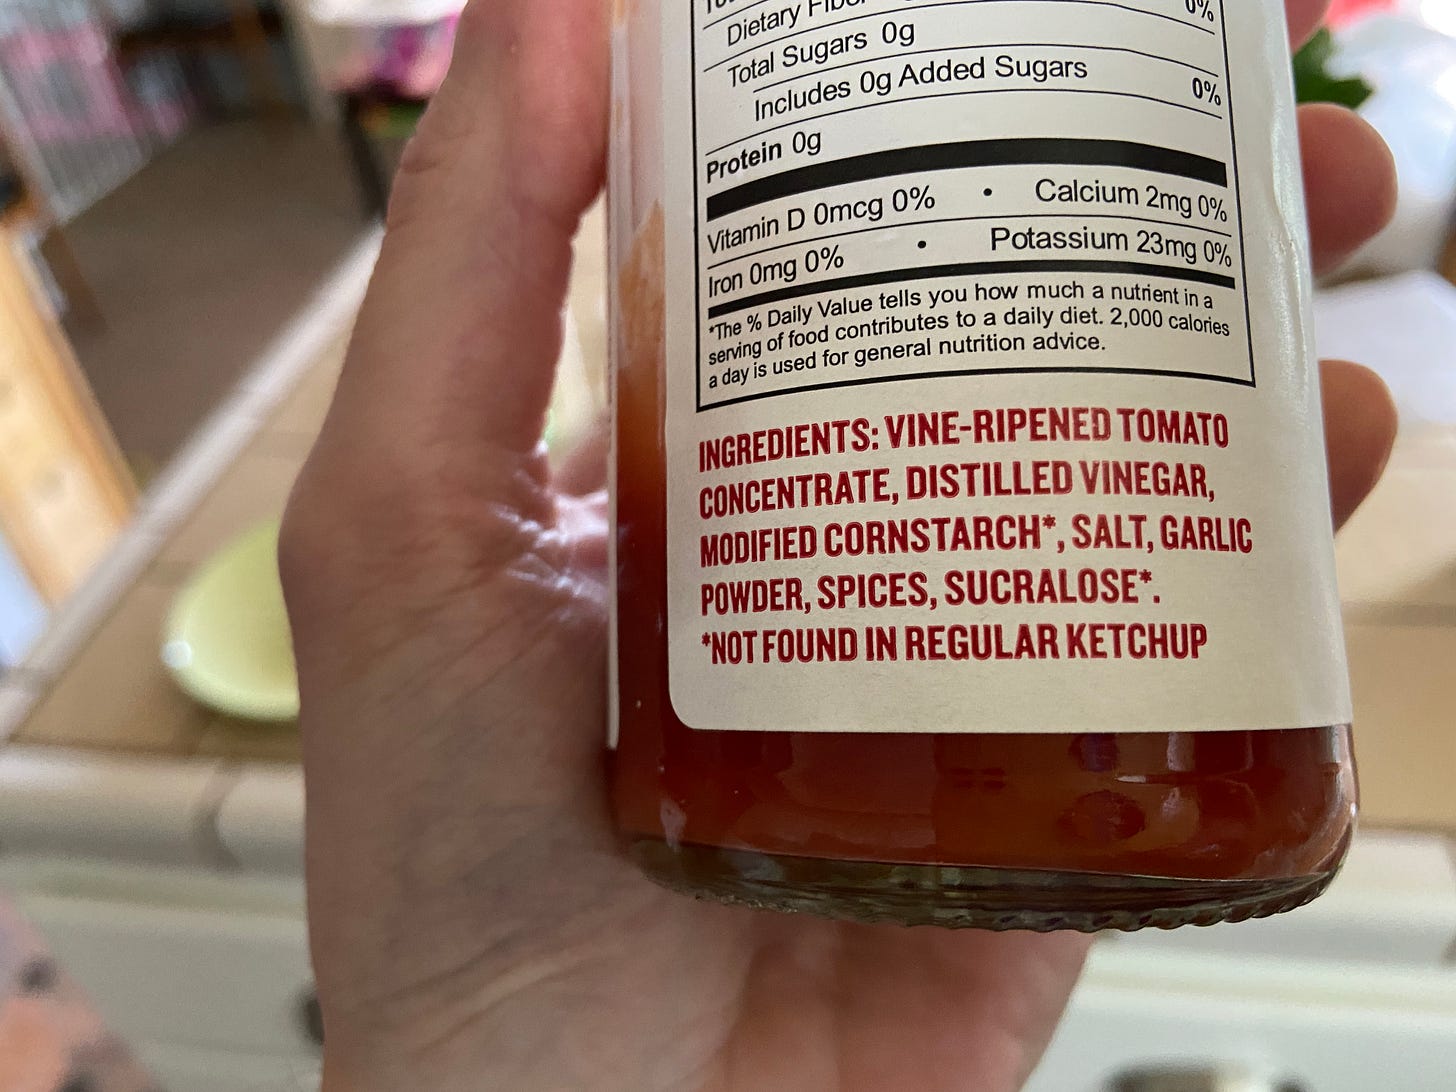 Dietary
0%
Total Sugars 0g
Includes 0g Added Sugars 0%
Protein 0g
Vitamin D 0mcg 0% • Calcium 2mg 0%
Iron 0mg 0% • Potassium 23mg 0%
*The % Daily Value tells you how much a nutrient in a
serving of food contributes to a daily diet. 2,000 calories
a day is used for general nutrition advice.
INGREDIENTS: VINE-RIPENED TOMATO
CONCENTRATE, DISTILLED VINEGAR,
MODIFIED CORNSTARCH*, SALT, GARLIC
POWDER, SPICES, SUCRALOSE*.
*NOT FOUND IN REGULAR KETCHUP